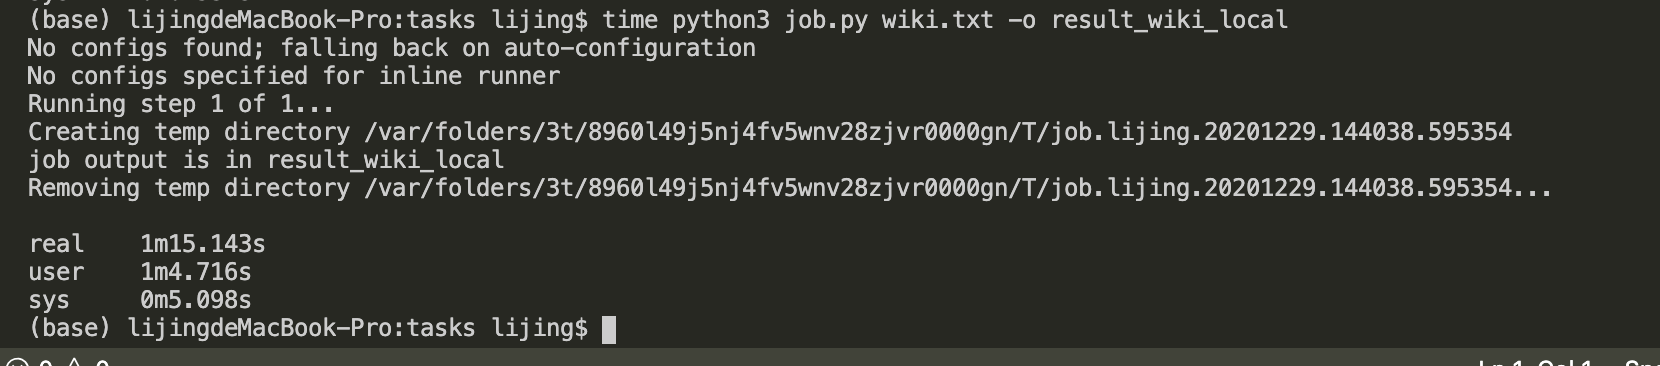 (base) lijingdeMacBook-Pro:tasks lijing$ time python3 job.py wiki.txt -o result_wiki_local
No configs found; falling back on auto-configuration
No configs specified for inline runner
Running step 1 of 1...
Creating temp directory /var/folders/3t/8960l49j5nj4fv5wnv28zjvr0000gn/T/job.lijing.20201229.144038.595354
job output is in result_wiki_local
Removing temp directory /var/folders/3t/8960l49j5nj4fv5wnv28zjvr0000gn/T/job.lijing.20201229.144038.595354...
real 1m15.143s
user 1m4.716s
sys 0m5.098s
(base) lijingdeMacBook-Pro:tasks lijing$